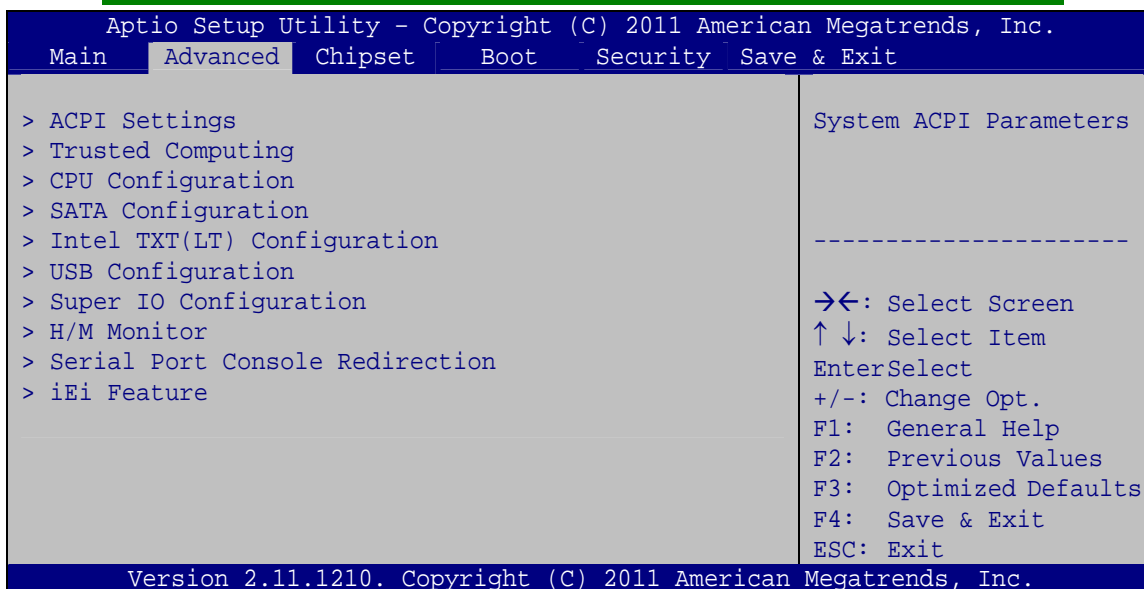 Aptio Setup Utility – Copyright (C) 2011 American Megatrends, Inc.
Main Advanced Chipset Boot Security Save & Exit
> ACPI Settings
> Trusted Computing
> CPU Configuration
> SATA Configuration
> Intel TXT(LT) Configuration
> USB Configuration
> Super IO Configuration
> H/M Monitor
> Serial Port Console Redirection
> iEi Feature
System ACPI Parameters
----------------------
→←: Select Screen
↑ ↓: Select Item
EnterSelect
+/-: Change Opt.
F1: General Help
F2: Previous Values
F3: Optimized Defaults
F4: Save & Exit
ESC: Exit
Version 2.11.1210. Copyright (C) 2011 American Megatrends, Inc.